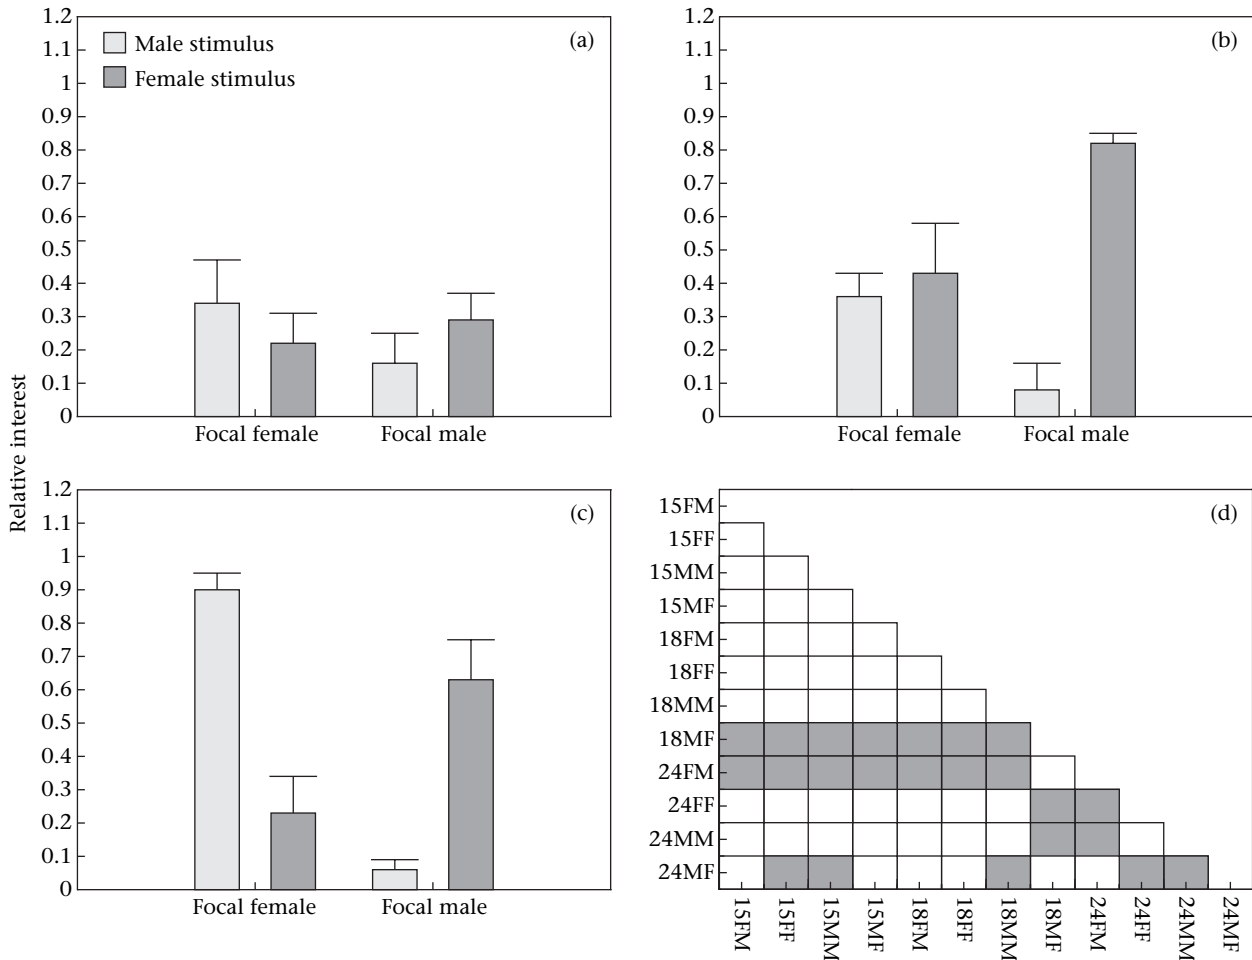 Relative interest
1.2
1.1
1
0.9
0.8
0.7
0.6
0.5
0.4
0.3
0.2
0.1
0
Male stimulus
Female stimulus
(a)
Focal female Focal male
1.2
1.1
1
0.9
0.8
0.7
0.6
0.5
0.4
0.3
0.2
0.1
0
(b)
Focal female Focal male
1.2
1.1
1
0.9
0.8
0.7
0.6
0.5
0.4
0.3
0.2
0.1
0
(c)
Focal female Focal male
(d)
15FM
15FF
15MM
15MF
18FM
18FF
18MM
18MF
24FM
24FF
24MM
24MF
15FM
15FF
15MM
15MF
18FM
18FF
18MM
18MF
24FM
24FF
24MM
24MF